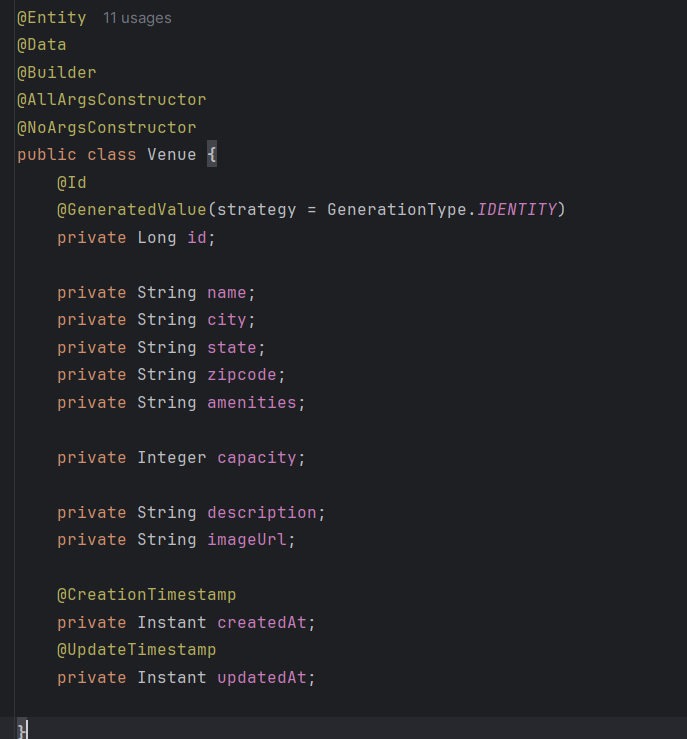 @Entity 11 usages
@Data
@Builder
@AllArgsConstructor
@NoArgsConstructor
public class Venue {
@Id
@GeneratedValue(strategy = GenerationType.IDENTITY)
private Long id;
private String name;
private String city;
private String state;
private String zipcode;
private String amenities;
private Integer capacity;
private String description;
private String imageUrl;
@CreationTimestamp
private Instant createdAt;
@UpdateTimestamp
private Instant updatedAt;
}